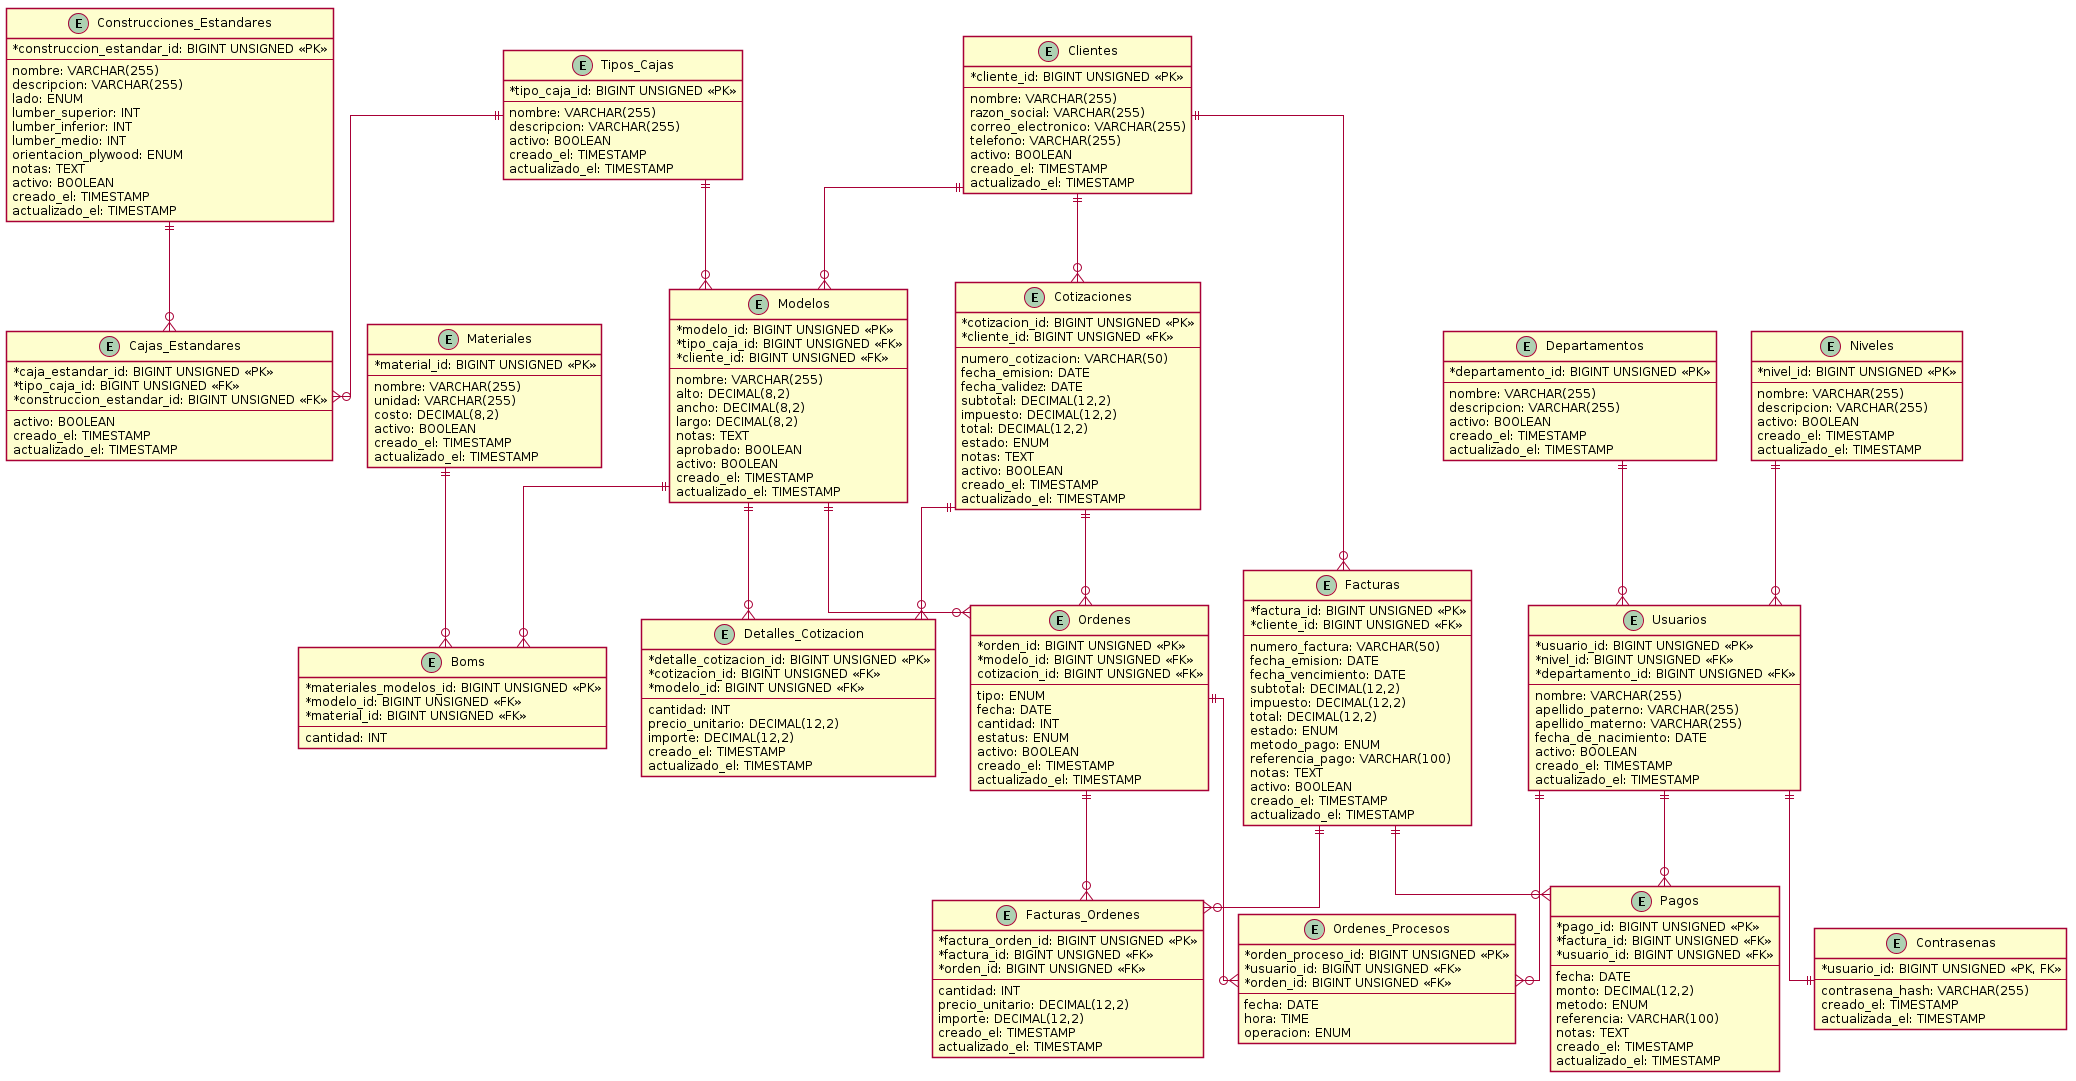 Construcciones_Estandares
*construccion_estandar_id: BIGINT UNSIGNED «PK»
nombre: VARCHAR(255)
descripcion: VARCHAR(255)
lado: ENUM
lumber_superior: INT
lumber_inferior: INT
lumber_medio: INT
orientacion_plywood: ENUM
notas: TEXT
activo: BOOLEAN
creado_el: TIMESTAMP
actualizado_el: TIMESTAMP
Tipos_Cajas
*tipo_caja_id: BIGINT UNSIGNED «PK»
nombre: VARCHAR(255)
descripcion: VARCHAR(255)
activo: BOOLEAN
creado_el: TIMESTAMP
actualizado_el: TIMESTAMP
Clientes
*cliente_id: BIGINT UNSIGNED «PK»
nombre: VARCHAR(255)
razon_social: VARCHAR(255)
correo_electronico: VARCHAR(255)
telefono: VARCHAR(255)
activo: BOOLEAN
creado_el: TIMESTAMP
actualizado_el: TIMESTAMP
Cajas_Estandares
*caja_estandar_id: BIGINT UNSIGNED «PK»
*tipo_caja_id: BIGINT UNSIGNED «FK»
*construccion_estandar_id: BIGINT UNSIGNED «FK»
activo: BOOLEAN
creado_el: TIMESTAMP
actualizado_el: TIMESTAMP
Materiales
*material_id: BIGINT UNSIGNED «PK»
nombre: VARCHAR(255)
unidad: VARCHAR(255)
costo: DECIMAL(8,2)
activo: BOOLEAN
creado_el: TIMESTAMP
actualizado_el: TIMESTAMP
Modelos
*modelo_id: BIGINT UNSIGNED «PK»
*tipo_caja_id: BIGINT UNSIGNED «FK»
*cliente_id: BIGINT UNSIGNED «FK»
nombre: VARCHAR(255)
alto: DECIMAL(8,2)
ancho: DECIMAL(8,2)
largo: DECIMAL(8,2)
notas: TEXT
aprobado: BOOLEAN
activo: BOOLEAN
creado_el: TIMESTAMP
actualizado_el: TIMESTAMP
Cotizaciones
*cotizacion_id: BIGINT UNSIGNED «PK»
*cliente_id: BIGINT UNSIGNED «FK»
numero_cotizacion: VARCHAR(50)
fecha_emision: DATE
fecha_validez: DATE
subtotal: DECIMAL(12,2)
impuesto: DECIMAL(12,2)
total: DECIMAL(12,2)
estado: ENUM
notas: TEXT
activo: BOOLEAN
creado_el: TIMESTAMP
actualizado_el: TIMESTAMP
Departamentos
*departamento_id: BIGINT UNSIGNED «PK»
nombre: VARCHAR(255)
descripcion: VARCHAR(255)
activo: BOOLEAN
creado_el: TIMESTAMP
actualizado_el: TIMESTAMP
Niveles
*nivel_id: BIGINT UNSIGNED «PK»
nombre: VARCHAR(255)
descripcion: VARCHAR(255)
activo: BOOLEAN
creado_el: TIMESTAMP
actualizado_el: TIMESTAMP
Boms
*materiales_modelos_id: BIGINT UNSIGNED «PK»
*modelo_id: BIGINT UNSIGNED «FK»
*material_id: BIGINT UNSIGNED «FK»
cantidad: INT
Detalles_Cotizacion
*detalle_cotizacion_id: BIGINT UNSIGNED «PK»
*cotizacion_id: BIGINT UNSIGNED «FK»
*modelo_id: BIGINT UNSIGNED «FK»
cantidad: INT
precio_unitario: DECIMAL(12,2)
importe: DECIMAL(12,2)
creado_el: TIMESTAMP
actualizado_el: TIMESTAMP
Ordenes
*orden_id: BIGINT UNSIGNED «PK»
*modelo_id: BIGINT UNSIGNED «FK»
cotizacion_id: BIGINT UNSIGNED «FK»
tipo: ENUM
fecha: DATE
cantidad: INT
estatus: ENUM
activo: BOOLEAN
creado_el: TIMESTAMP
actualizado_el: TIMESTAMP
Facturas
*factura_id: BIGINT UNSIGNED «PK»
*cliente_id: BIGINT UNSIGNED «FK»
numero_factura: VARCHAR(50)
fecha_emision: DATE
fecha_vencimiento: DATE
subtotal: DECIMAL(12,2)
impuesto: DECIMAL(12,2)
total: DECIMAL(12,2)
estado: ENUM
metodo_pago: ENUM
referencia_pago: VARCHAR(100)
notas: TEXT
activo: BOOLEAN
creado_el: TIMESTAMP
actualizado_el: TIMESTAMP
Usuarios
*usuario_id: BIGINT UNSIGNED «PK»
*nivel_id: BIGINT UNSIGNED «FK»
*departamento_id: BIGINT UNSIGNED «FK»
nombre: VARCHAR(255)
apellido_paterno: VARCHAR(255)
apellido_materno: VARCHAR(255)
fecha_de_nacimiento: DATE
activo: BOOLEAN
creado_el: TIMESTAMP
actualizado_el: TIMESTAMP
Facturas_Ordenes
*factura_orden_id: BIGINT UNSIGNED «PK»
*factura_id: BIGINT UNSIGNED «FK»
*orden_id: BIGINT UNSIGNED «FK»
cantidad: INT
precio_unitario: DECIMAL(12,2)
importe: DECIMAL(12,2)
creado_el: TIMESTAMP
actualizado_el: TIMESTAMP
Ordenes_Procesos
*orden_proceso_id: BIGINT UNSIGNED «PK»
*usuario_id: BIGINT UNSIGNED «FK»
*orden_id: BIGINT UNSIGNED «FK»
fecha: DATE
hora: TIME
operacion: ENUM
Pagos
*pago_id: BIGINT UNSIGNED «PK»
*factura_id: BIGINT UNSIGNED «FK»
*usuario_id: BIGINT UNSIGNED «FK»
fecha: DATE
monto: DECIMAL(12,2)
metodo: ENUM
referencia: VARCHAR(100)
notas: TEXT
creado_el: TIMESTAMP
actualizado_el: TIMESTAMP
Contrasenas
*usuario_id: BIGINT UNSIGNED «PK, FK»
contrasena_hash: VARCHAR(255)
creado_el: TIMESTAMP
actualizada_el: TIMESTAMP